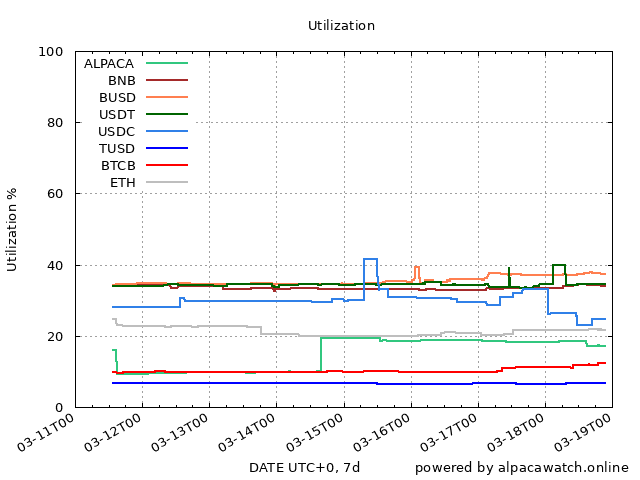 Utilization
100
80
60
40
20
0
Utilization %
ALPACA
BNB
BUSD
USDT
USDC
TUSD
BTCB
ETH
03-11T00
03-12T00
03-13T00
03-14T00
03-15T00
03-16T00
03-17T00
03-18T00
03-19T00
DATE UTC+0, 7d
powered by alpacawatch.online